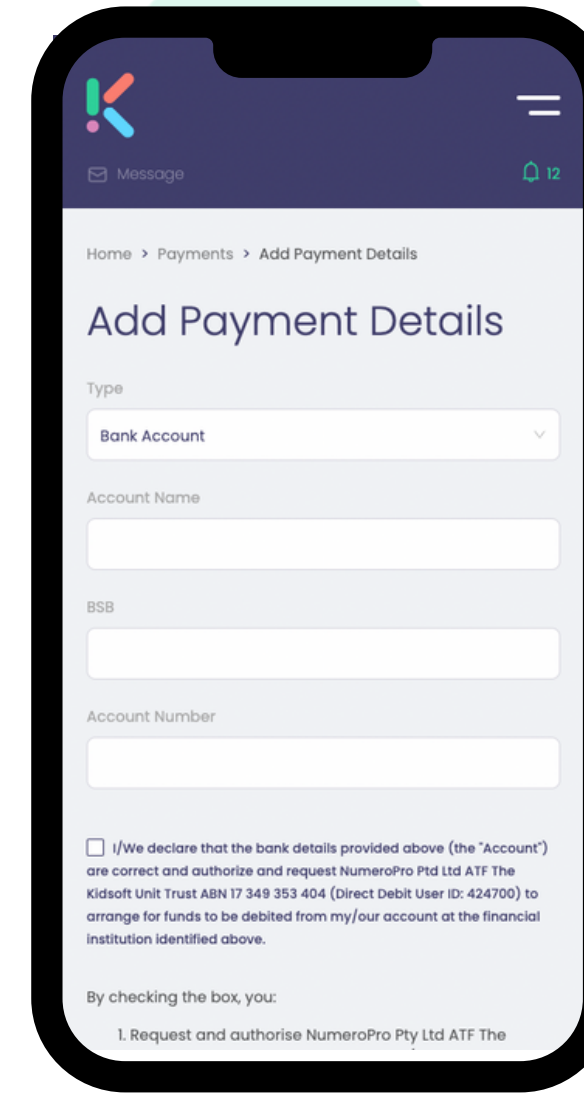 Message
12
Home > Payments > Add Payment Details
Add Payment Details
Type
Bank Account
Account Name
BSB
Account Number
I/We declare that the bank details provided above (the "Account")
are correct and authorize and request NumeroPro Ptd Ltd ATF The
Kidsoft Unit Trust ABN 17 349 353 404 (Direct Debit User ID: 424700) to
arrange for funds to be debited from my/our account at the financial
institution identified above.
By checking the box, you:
1. Request and authorise NumeroPro Pty Ltd ATF The